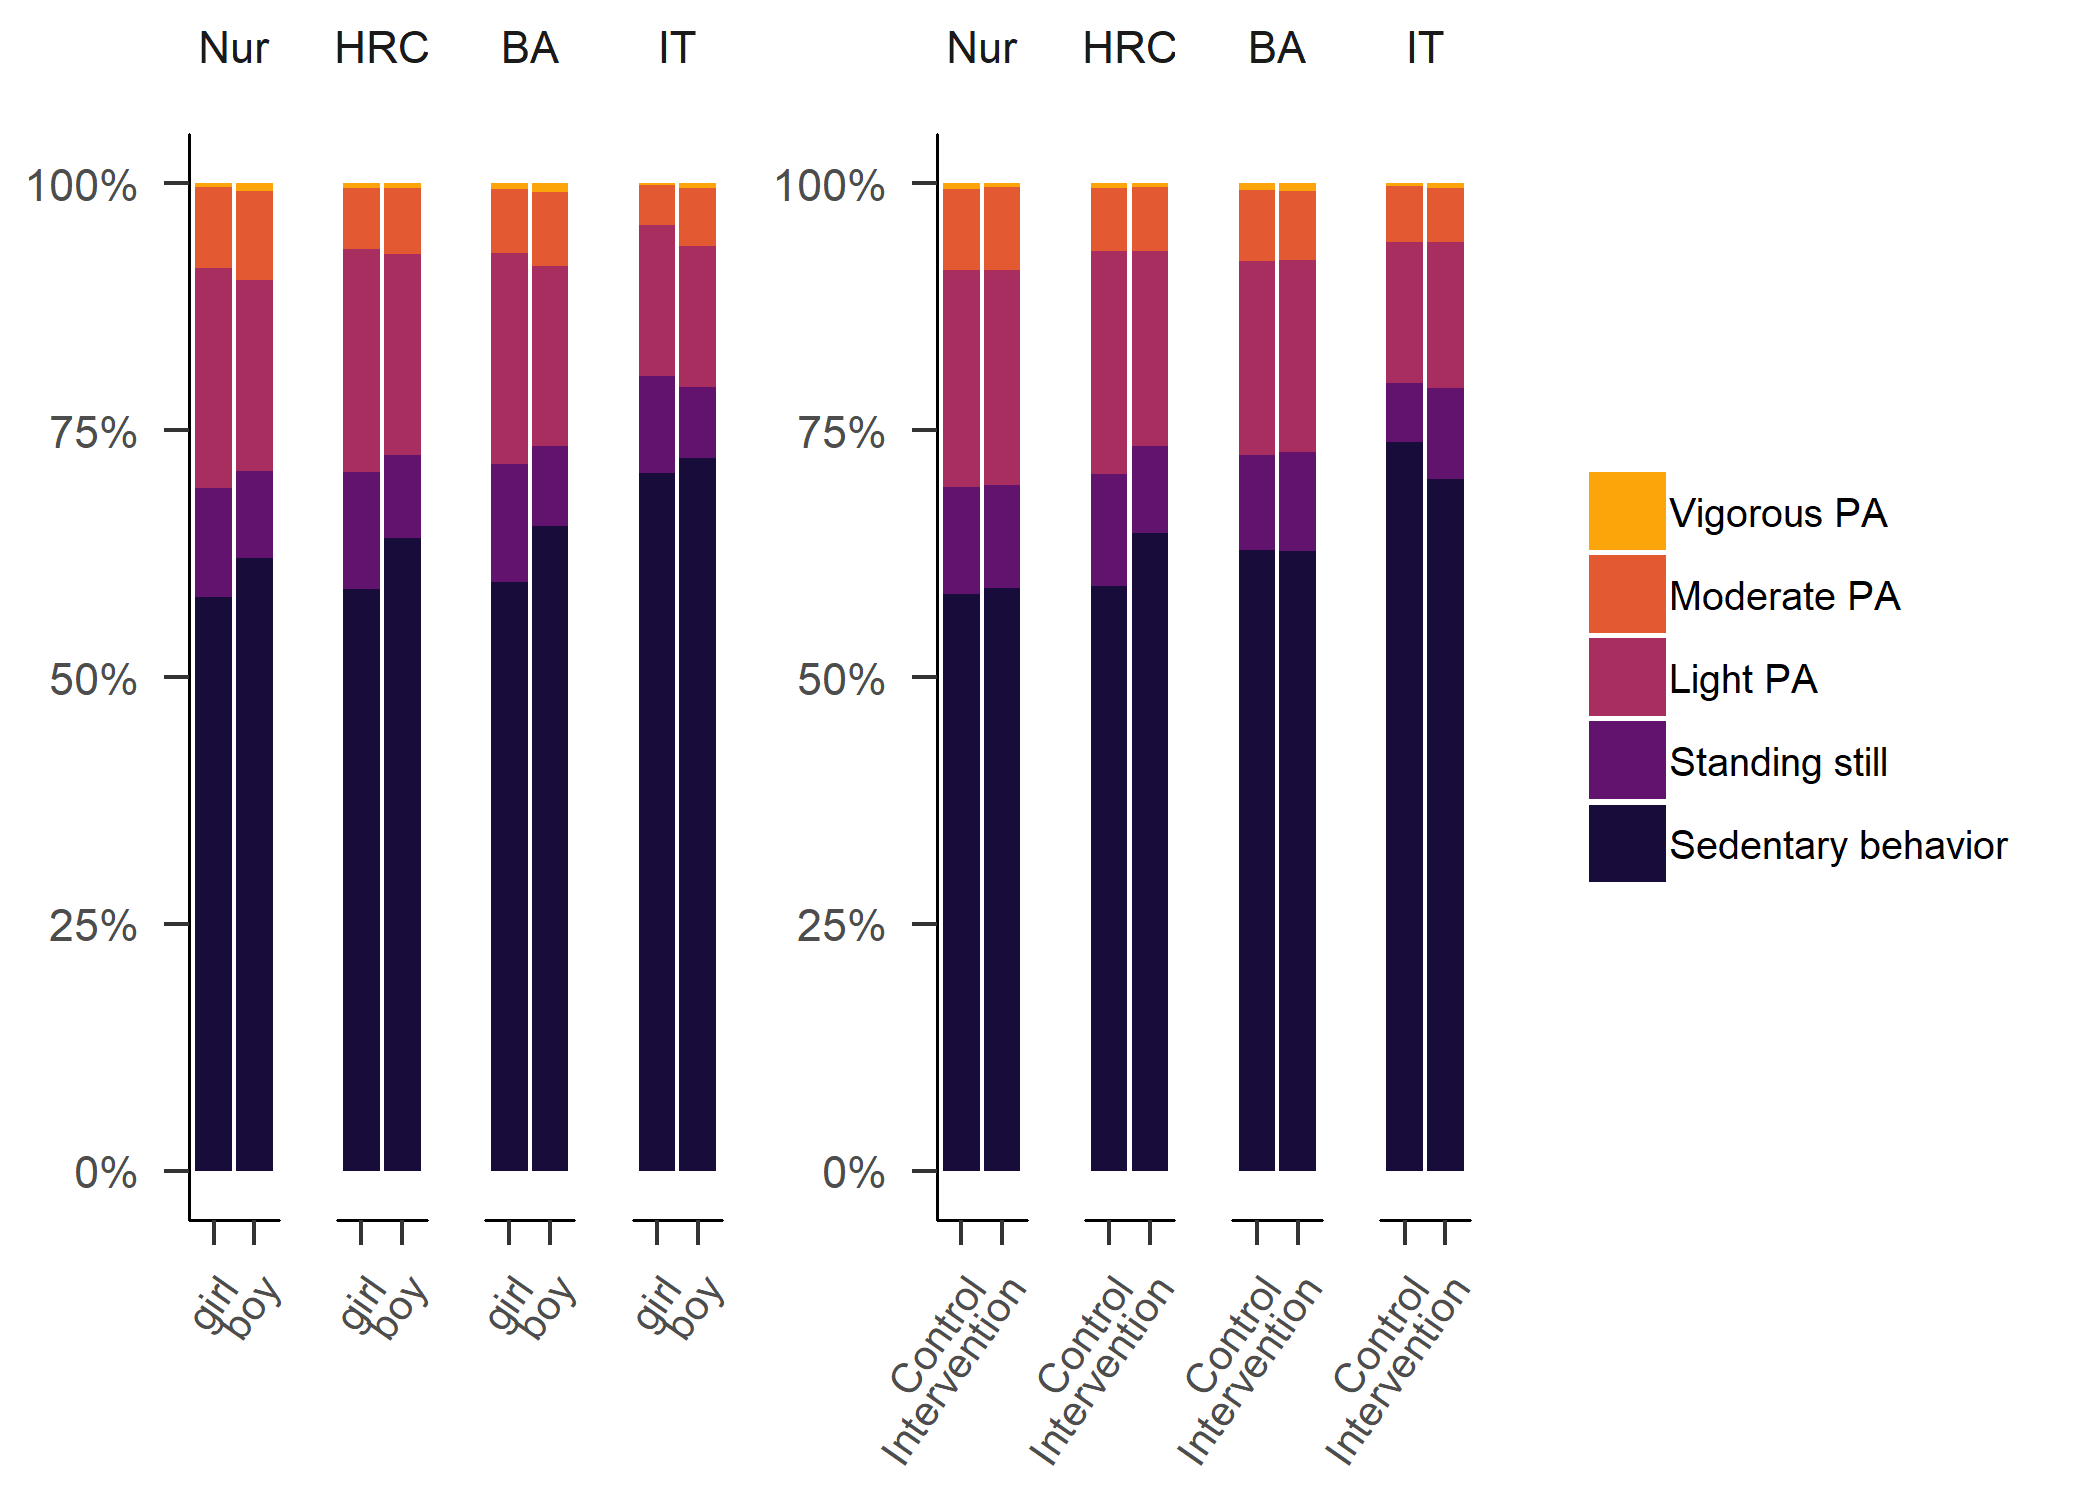 Nur HRC BA IT
100%
75%
50%
25%
0%
girl boy girl boy girl boy girl boy
Nur HRC BA IT
100%
75%
50%
25%
0%
Control Intervention Control Intervention Control Intervention Control Intervention
Vigorous PA
Moderate PA
Light PA
Standing still
Sedentary behavior